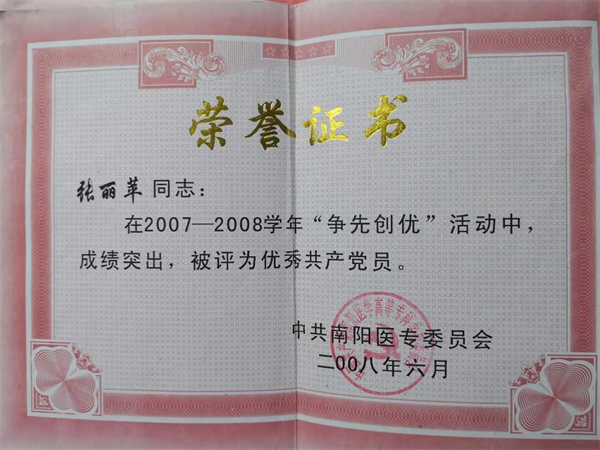 荣誉证书
张丽苹 同志：
在2007—2008学年“争先创优”活动中，
成绩突出，被评为优秀共产党员。
中共南阳医专委员会
二00八年六月